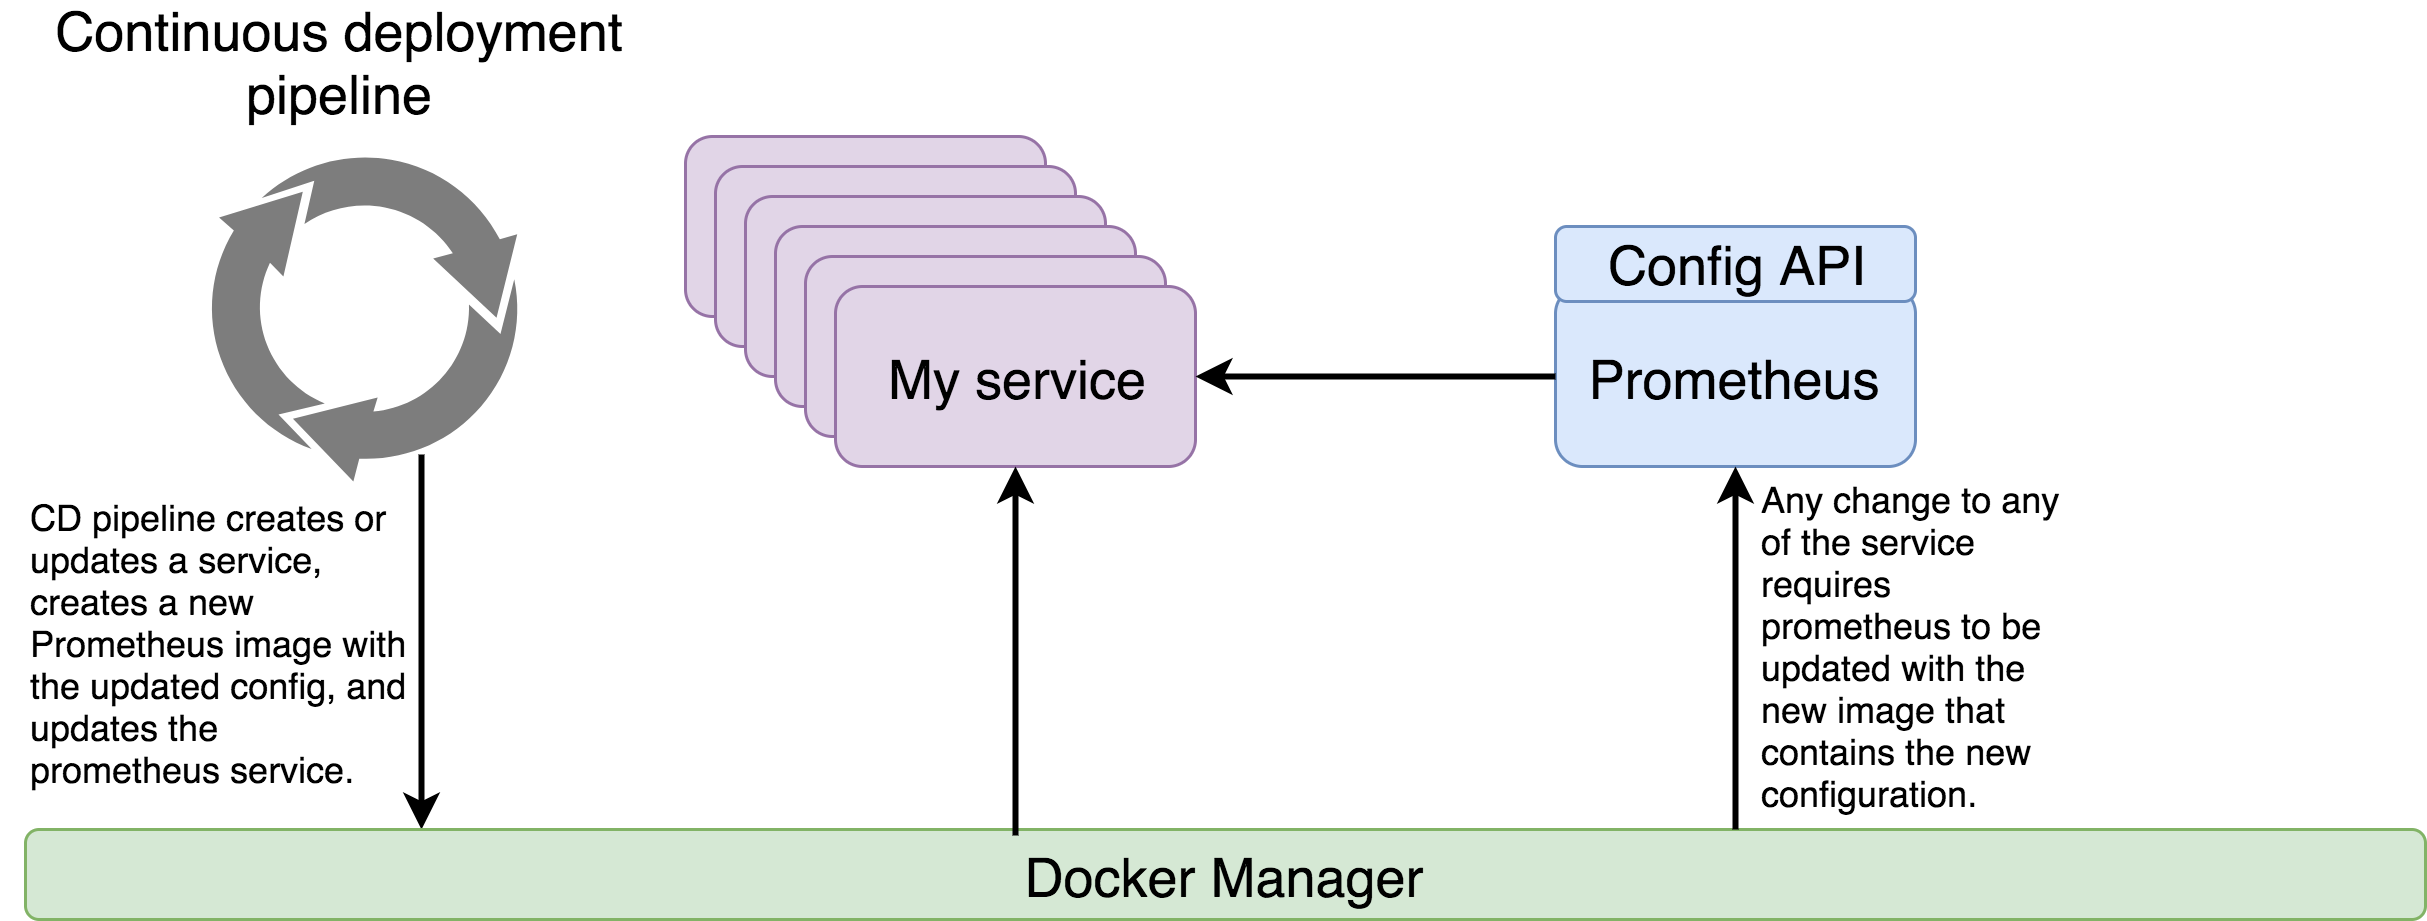 Continuous deployment
pipeline
Config API
My service
Prometheus
CD pipeline creates or
updates a service,
creates a new
Prometheus image with
the updated config, and
updates the
prometheus service.
Any change to any
of the service
requires
prometheus to be
updated with the
new image that
contains the new
configuration.
Docker Manager